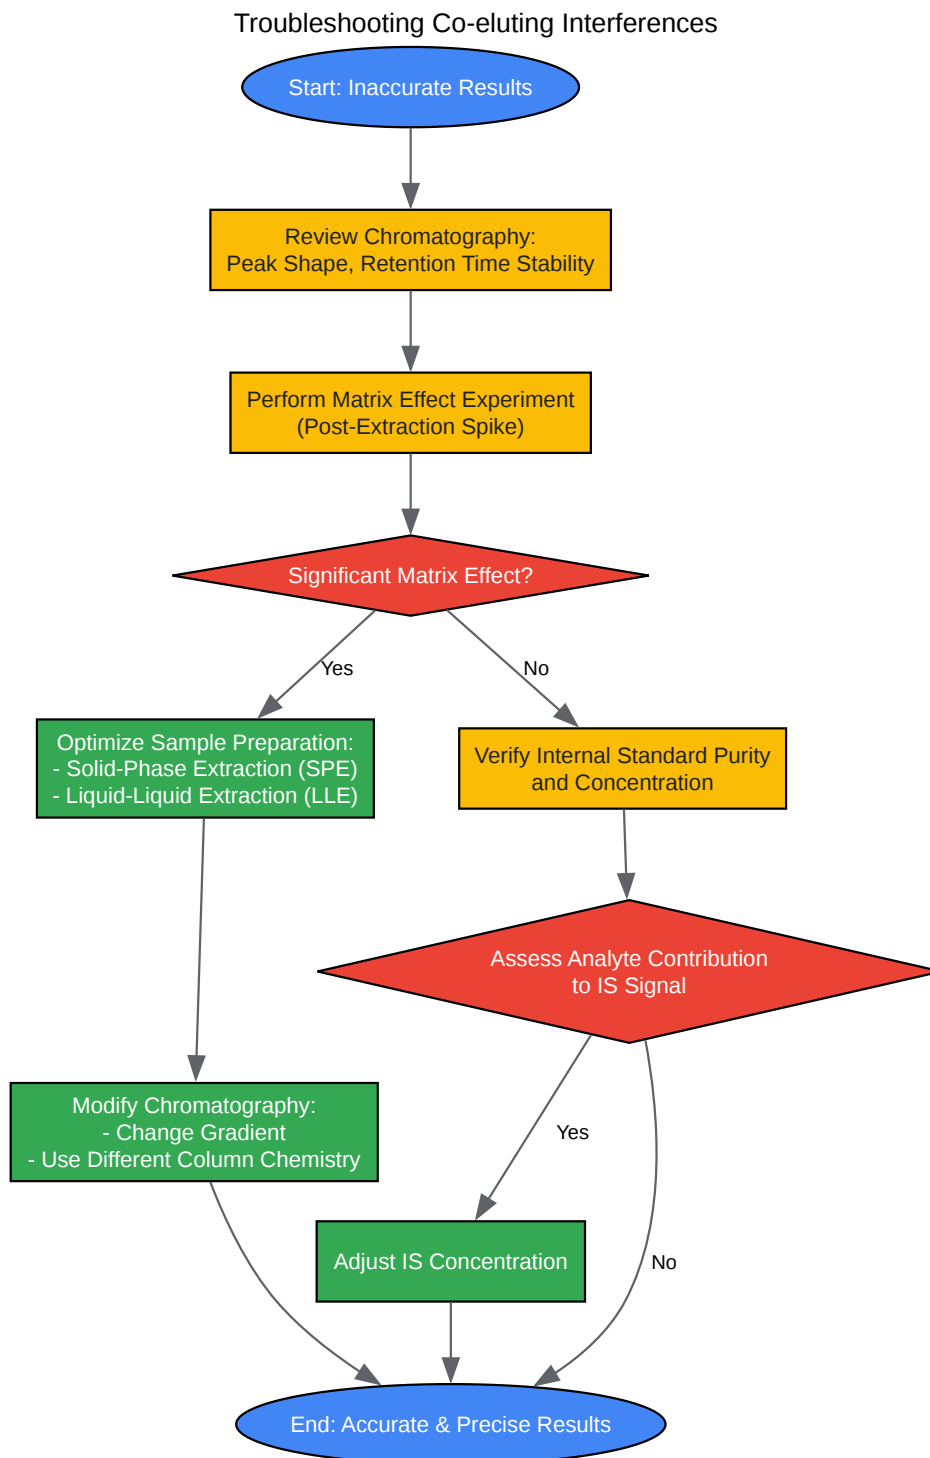 Troubleshooting Co-eluting Interferences
Start: Inaccurate Results
Review Chromatography:
Peak Shape, Retention Time Stability
Perform Matrix Effect Experiment
(Post-Extraction Spike)
Significant Matrix Effect?
Yes
No
Optimize Sample Preparation:
- Solid-Phase Extraction (SPE)
- Liquid-Liquid Extraction (LLE)
Verify Internal Standard Purity
and Concentration
Assess Analyte Contribution
to IS Signal
Modify Chromatography:
- Change Gradient
- Use Different Column Chemistry
Yes
Adjust IS Concentration
No
End: Accurate & Precise Results